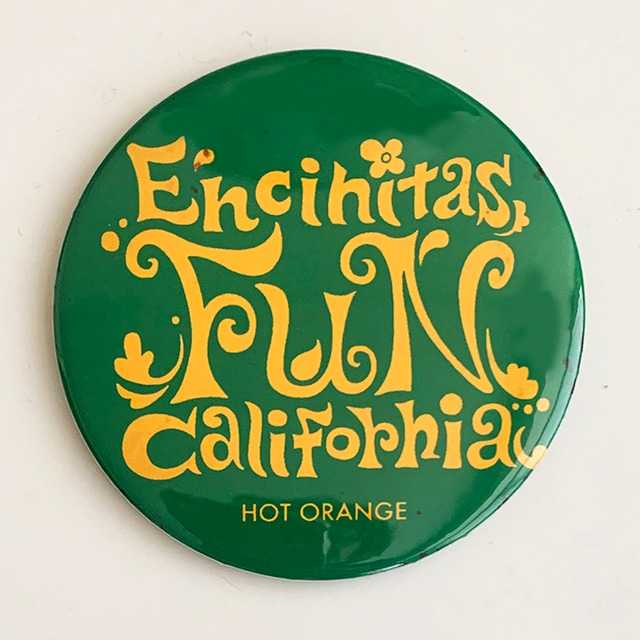 Encinitas
FUN
California
HOT ORANGE